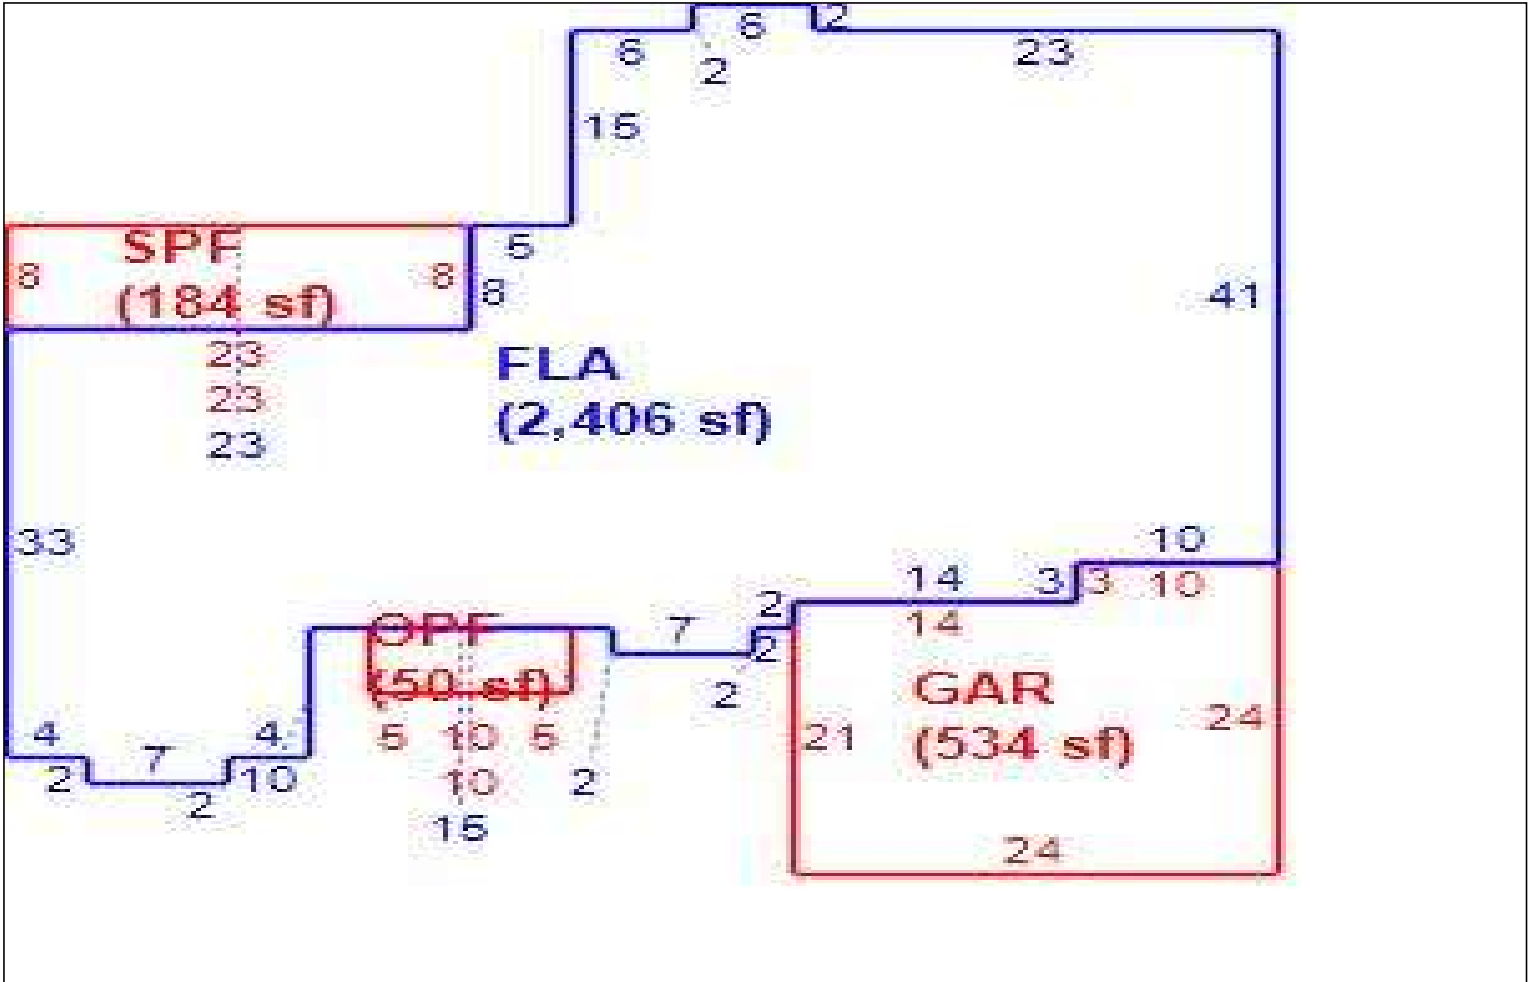 6 2
6 23
2
15
SPF 5
8 8 8 41
(184 sf)
23 FLA
23 (2,406 sf)
23
33 10
14 3 3 10
2 14
OPF 7
2
(50 sf) 2 GAR
4 7 4 5 10 5 21 (534 sf) 24
2 10 10 2
2 15
24